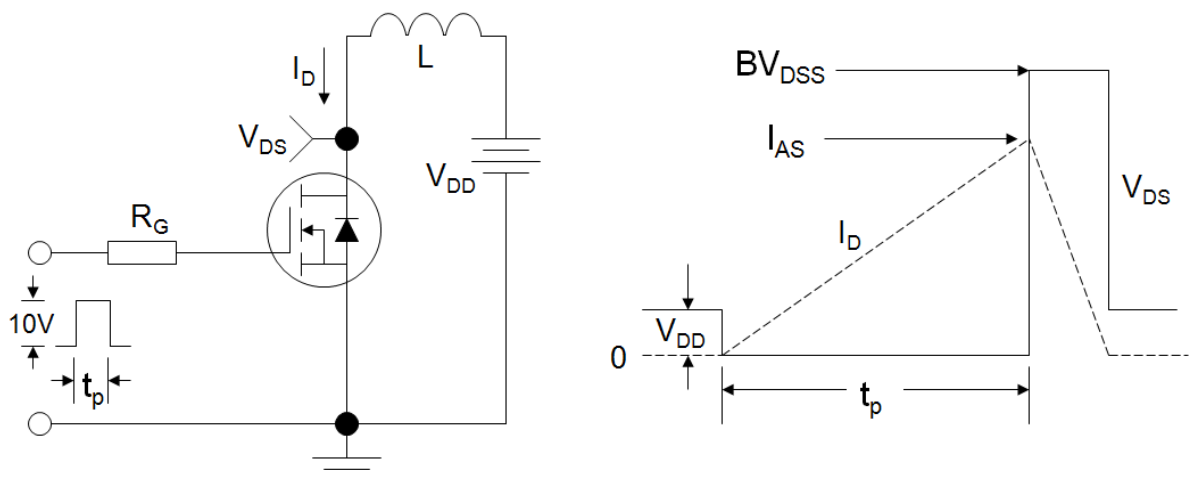 I_D
L
V_DS
V_DD
R_G
10V
t_p
BV_DSS
I_AS
V_DS
I_D
V_DD
0
t_p